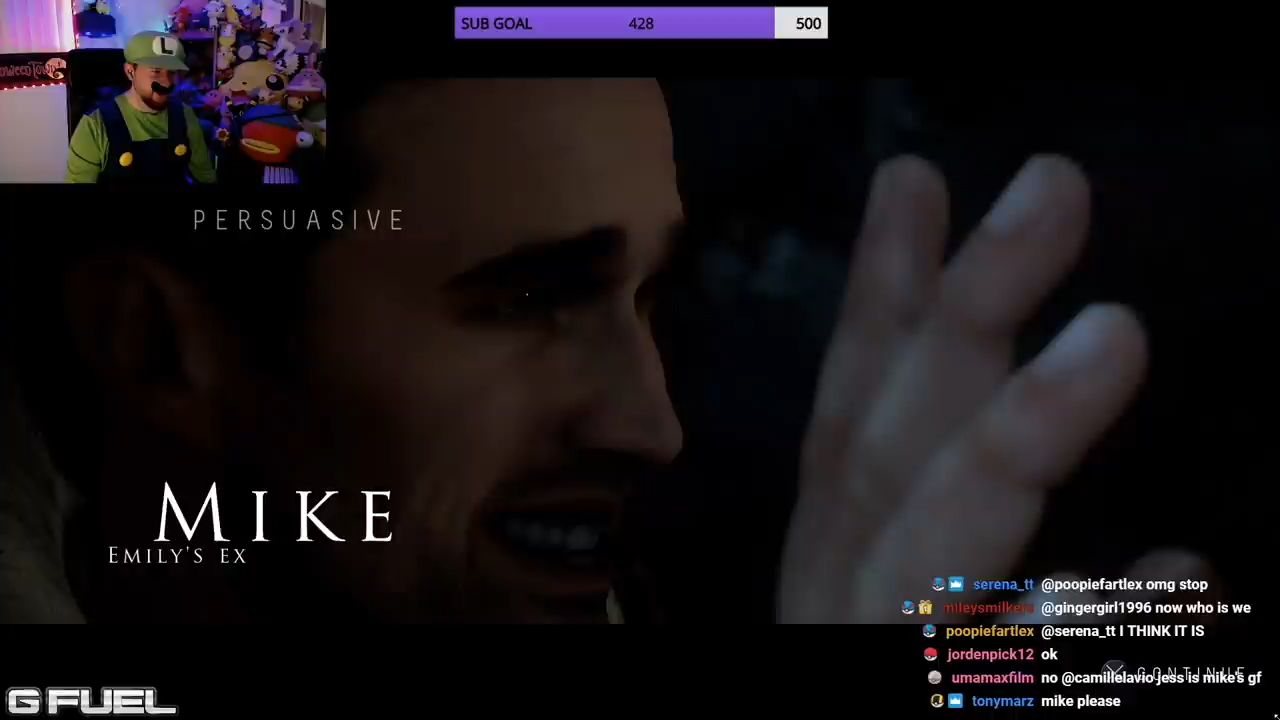 SUB GOAL 428 500
L
PERSUASIVE
MIKE
EMILY'S EX
serena_tt @poopiefartlex omg stop
@gingergirl1996 now who is we
poopiefartlex @serena_tt I THINK IT IS
jordenpick12 ok
CONTINUE
umamaxfilm no @camillelavio jess is mike's gf
tonymarz mike please
G FUEL